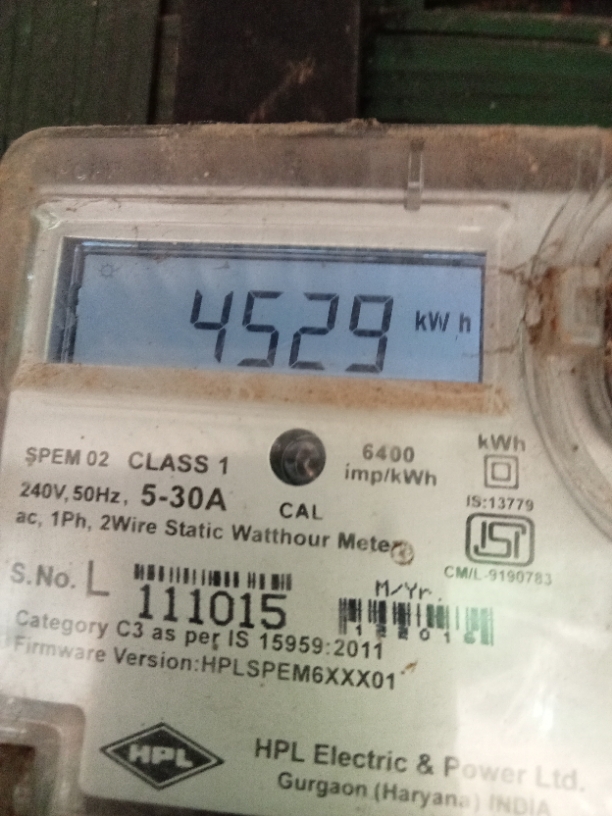 4529 kW h
SPEM 02 CLASS 1
6400
imp/kWh
kWh
240V, 50Hz, 5-30A
CAL
IS:13779
ac, 1Ph, 2Wire Static Watthour Meter
ISI
CM/L-9190783
S.No. L 111015
M/Yr.
Category C3 as per IS 15959:2011
Firmware Version:HPLSPEM6XXX01
HPL
HPL Electric & Power Ltd.
Gurgaon (Haryana) INDIA